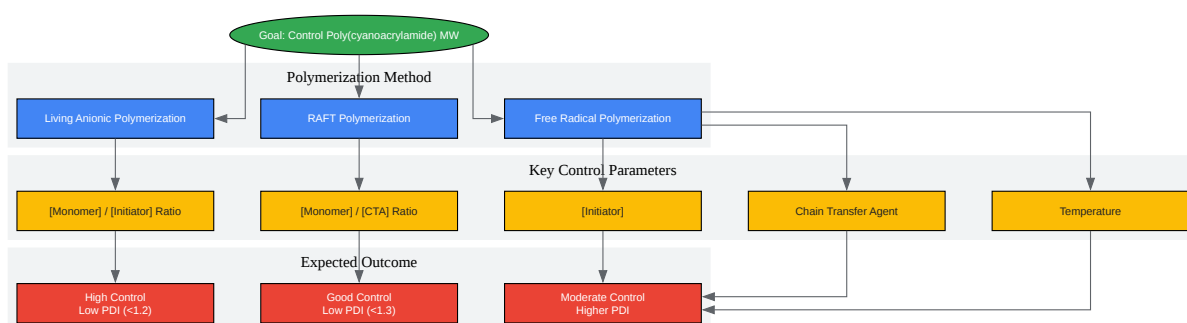 Goal: Control Poly(cyanoacrylamide) MW
Polymerization Method
Living Anionic Polymerization
RAFT Polymerization
Free Radical Polymerization
Key Control Parameters
[Monomer] / [Initiator] Ratio
[Monomer] / [CTA] Ratio
[Initiator]
Chain Transfer Agent
Temperature
Expected Outcome
High Control
Low PDI (<1.2)
Good Control
Low PDI (<1.3)
Moderate Control
Higher PDI